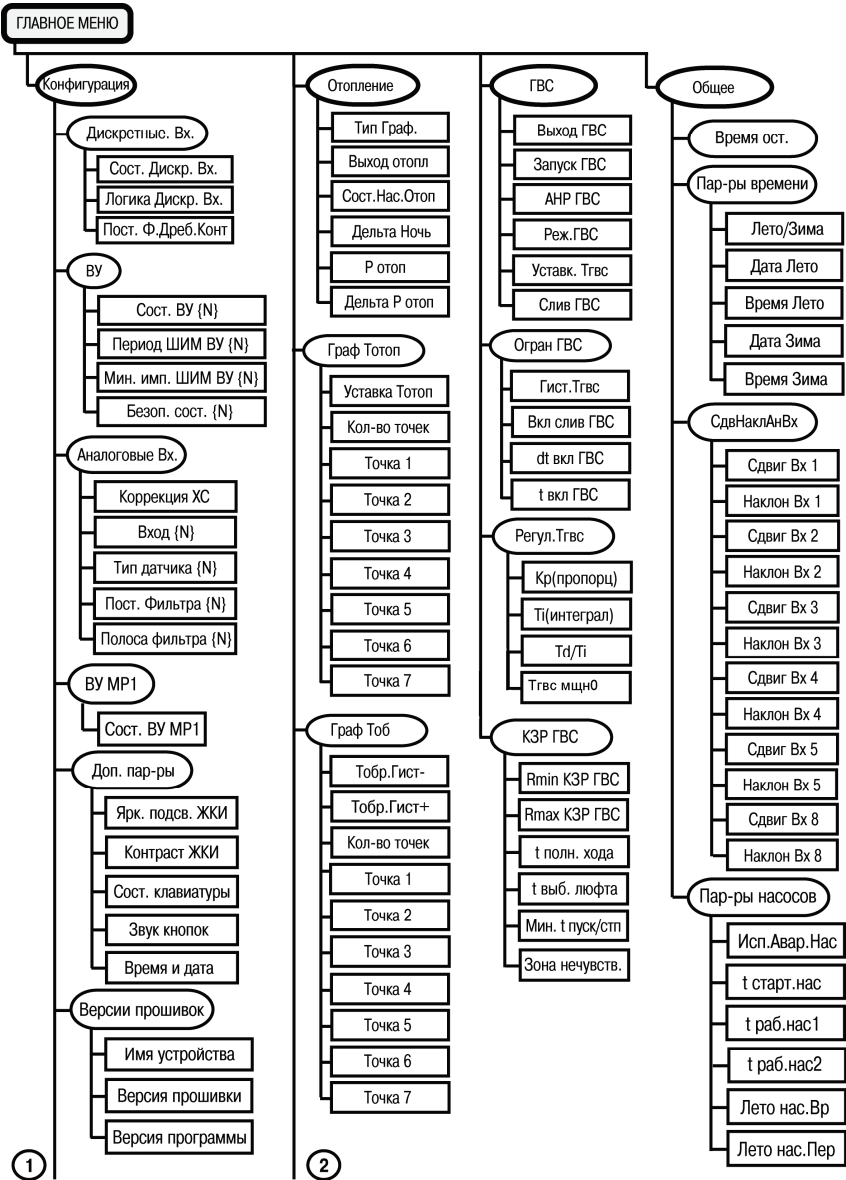 ГЛАВНОЕ МЕНЮ
Конфигурация
Дискретные. Вх.
Сост. Дискр. Вх.
Логика Дискр. Вх.
Пост. Ф.Дреб.Конт
ВУ
Сост. ВУ {N}
Период ШИМ ВУ {N}
Мин. имп. ШИМ ВУ {N}
Безоп. сост. {N}
Аналоговые Вх.
Коррекция ХС
Вход {N}
Тип датчика {N}
Пост. Фильтра {N}
Полоса фильтра {N}
ВУ МР1
Сост. ВУ МР1
Доп. пар-ры
Ярк. подсв. ЖКИ
Контраст ЖКИ
Сост. клавиатуры
Звук кнопок
Время и дата
Версии прошивок
Имя устройства
Версия прошивки
Версия программы
1
Отопление
Тип Граф.
Выход отопл
Сост.Нас.Отоп
Дельта Ночь
Р отоп
Дельта Р отоп
Граф Тотоп
Уставка Тотоп
Кол-во точек
Точка 1
Точка 2
Точка 3
Точка 4
Точка 5
Точка 6
Точка 7
Граф Тоб
Тобр.Гист-
Тобр.Гист+
Кол-во точек
Точка 1
Точка 2
Точка 3
Точка 4
Точка 5
Точка 6
Точка 7
2
ГВС
Выход ГВС
Запуск ГВС
АНР ГВС
Реж.ГВС
Уставк. Тгвс
Слив ГВС
Огран ГВС
Гист.Тгвс
Вкл слив ГВС
dt вкл ГВС
t вкл ГВС
Регул.Тгвс
Кр(пропорц)
Ti(интеграл)
Td/Ti
Тгвс мщн0
КЗР ГВС
Rmin КЗР ГВС
Rmax КЗР ГВС
t полн. хода
t выб. люфта
Мин. t пуск/стп
Зона нечувств.
Общее
Время ост.
Пар-ры времени
Лето/Зима
Дата Лето
Время Лето
Дата Зима
Время Зима
СдвНаклАнВх
Сдвиг Вх 1
Наклон Вх 1
Сдвиг Вх 2
Наклон Вх 2
Сдвиг Вх 3
Наклон Вх 3
Сдвиг Вх 4
Наклон Вх 4
Сдвиг Вх 5
Наклон Вх 5
Сдвиг Вх 8
Наклон Вх 8
Пар-ры насосов
Исп.Авар.Нас
t старт.нас
t раб.нас1
t раб.нас2
Лето нас.Вр
Лето нас.Пер